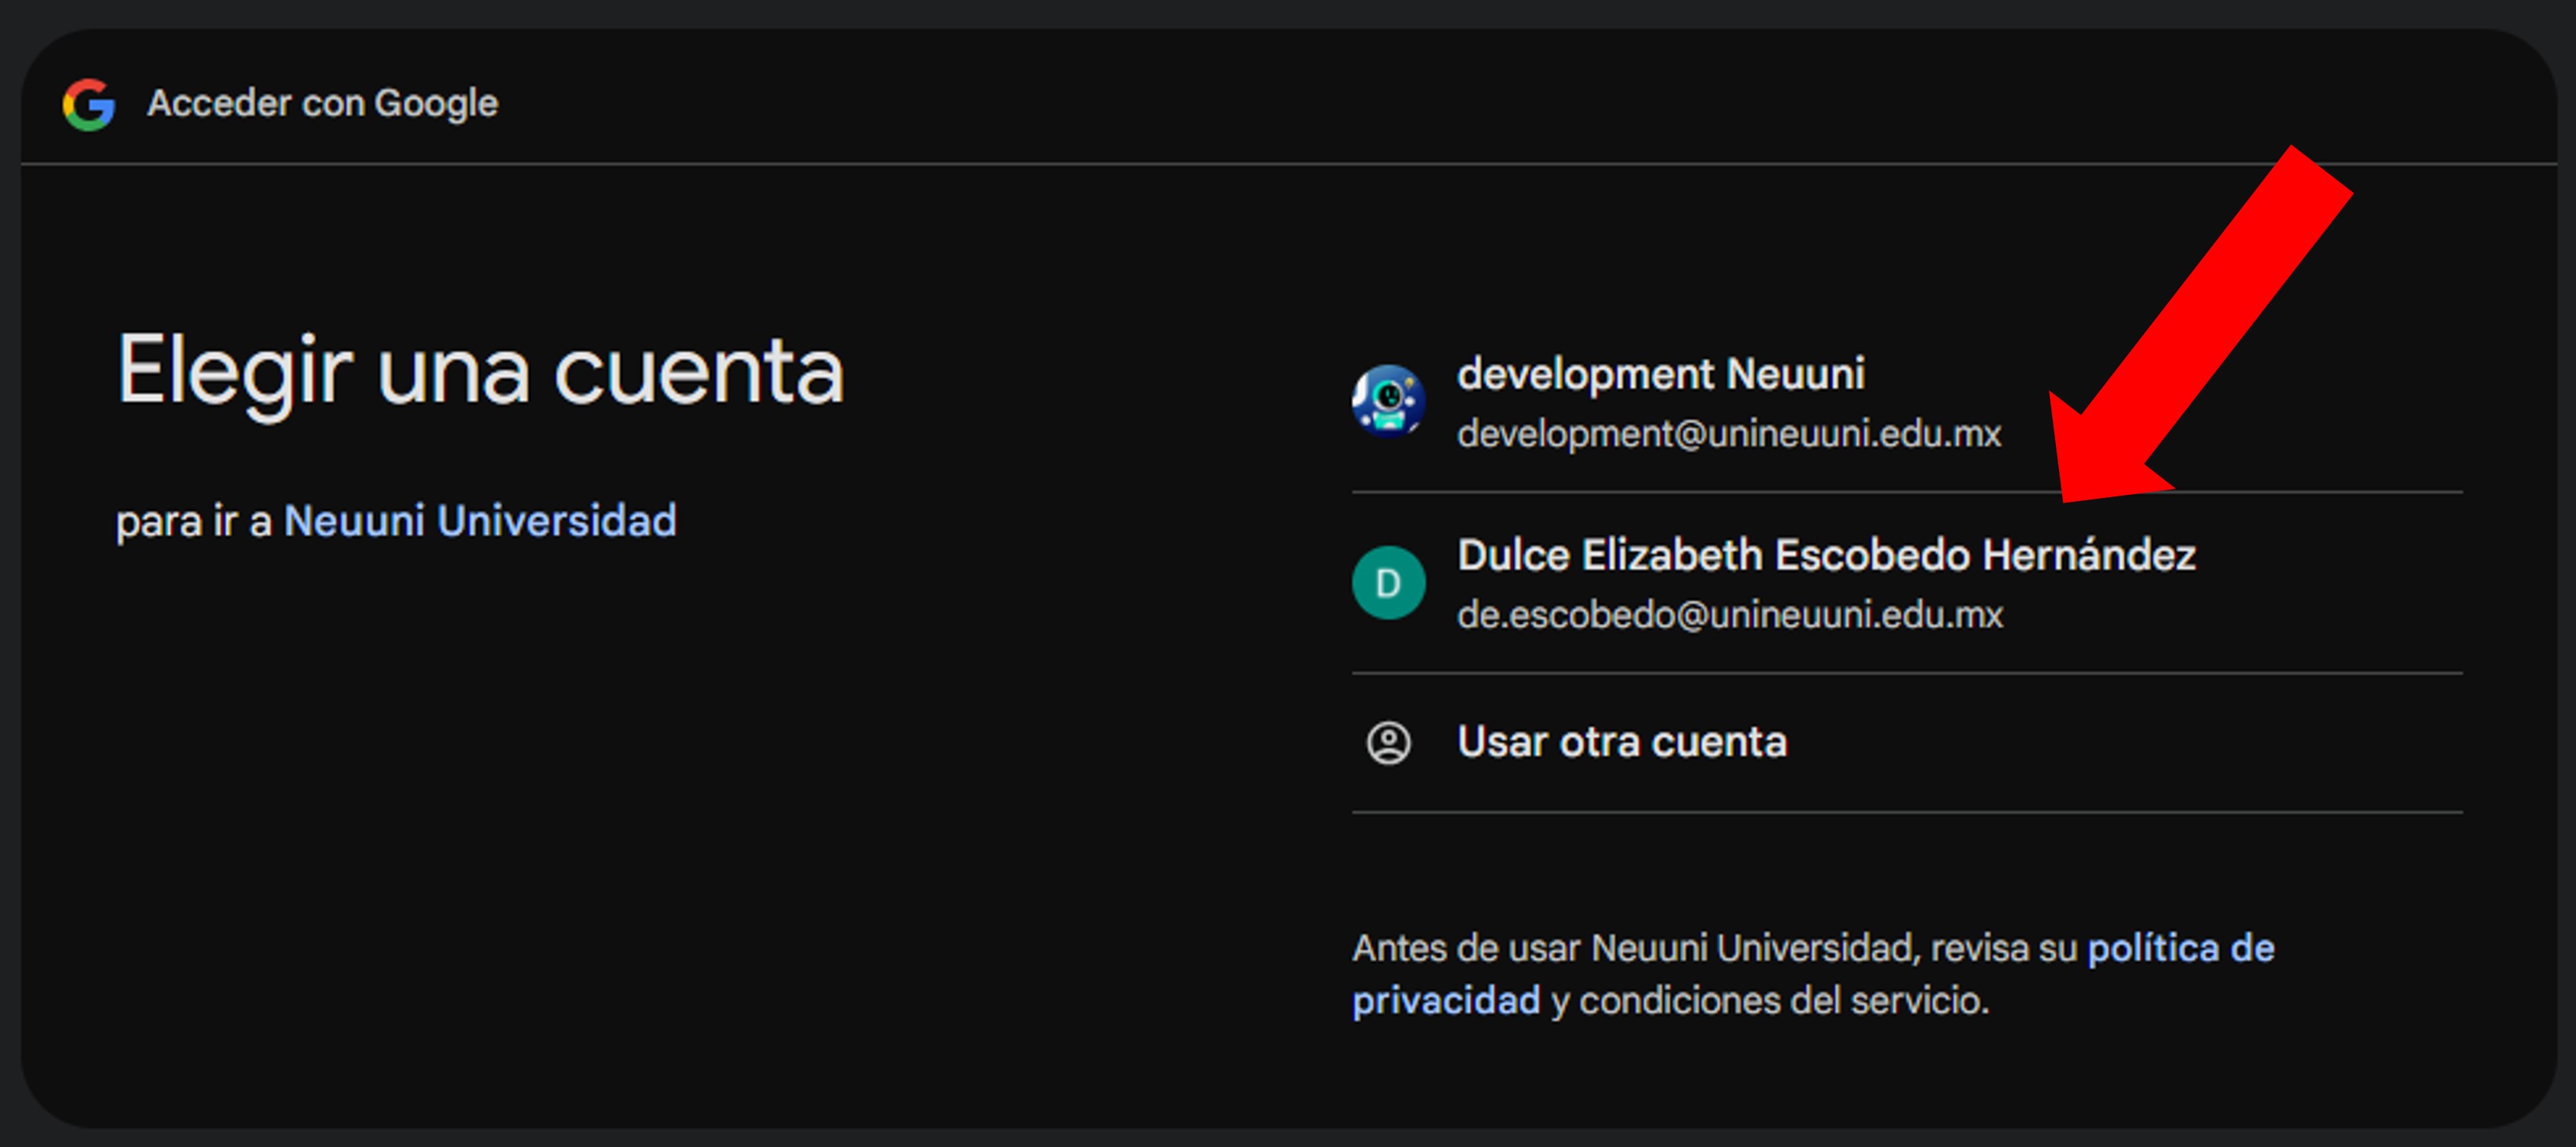 Acceder con Google
Elegir una cuenta
para ir a Neuuni Universidad
development Neuuni
development@unineuuni.edu.mx
D
Dulce Elizabeth Escobedo Hernández
de.escobedo@unineuuni.edu.mx
Usar otra cuenta
Antes de usar Neuuni Universidad, revisa su política de
privacidad y condiciones del servicio.